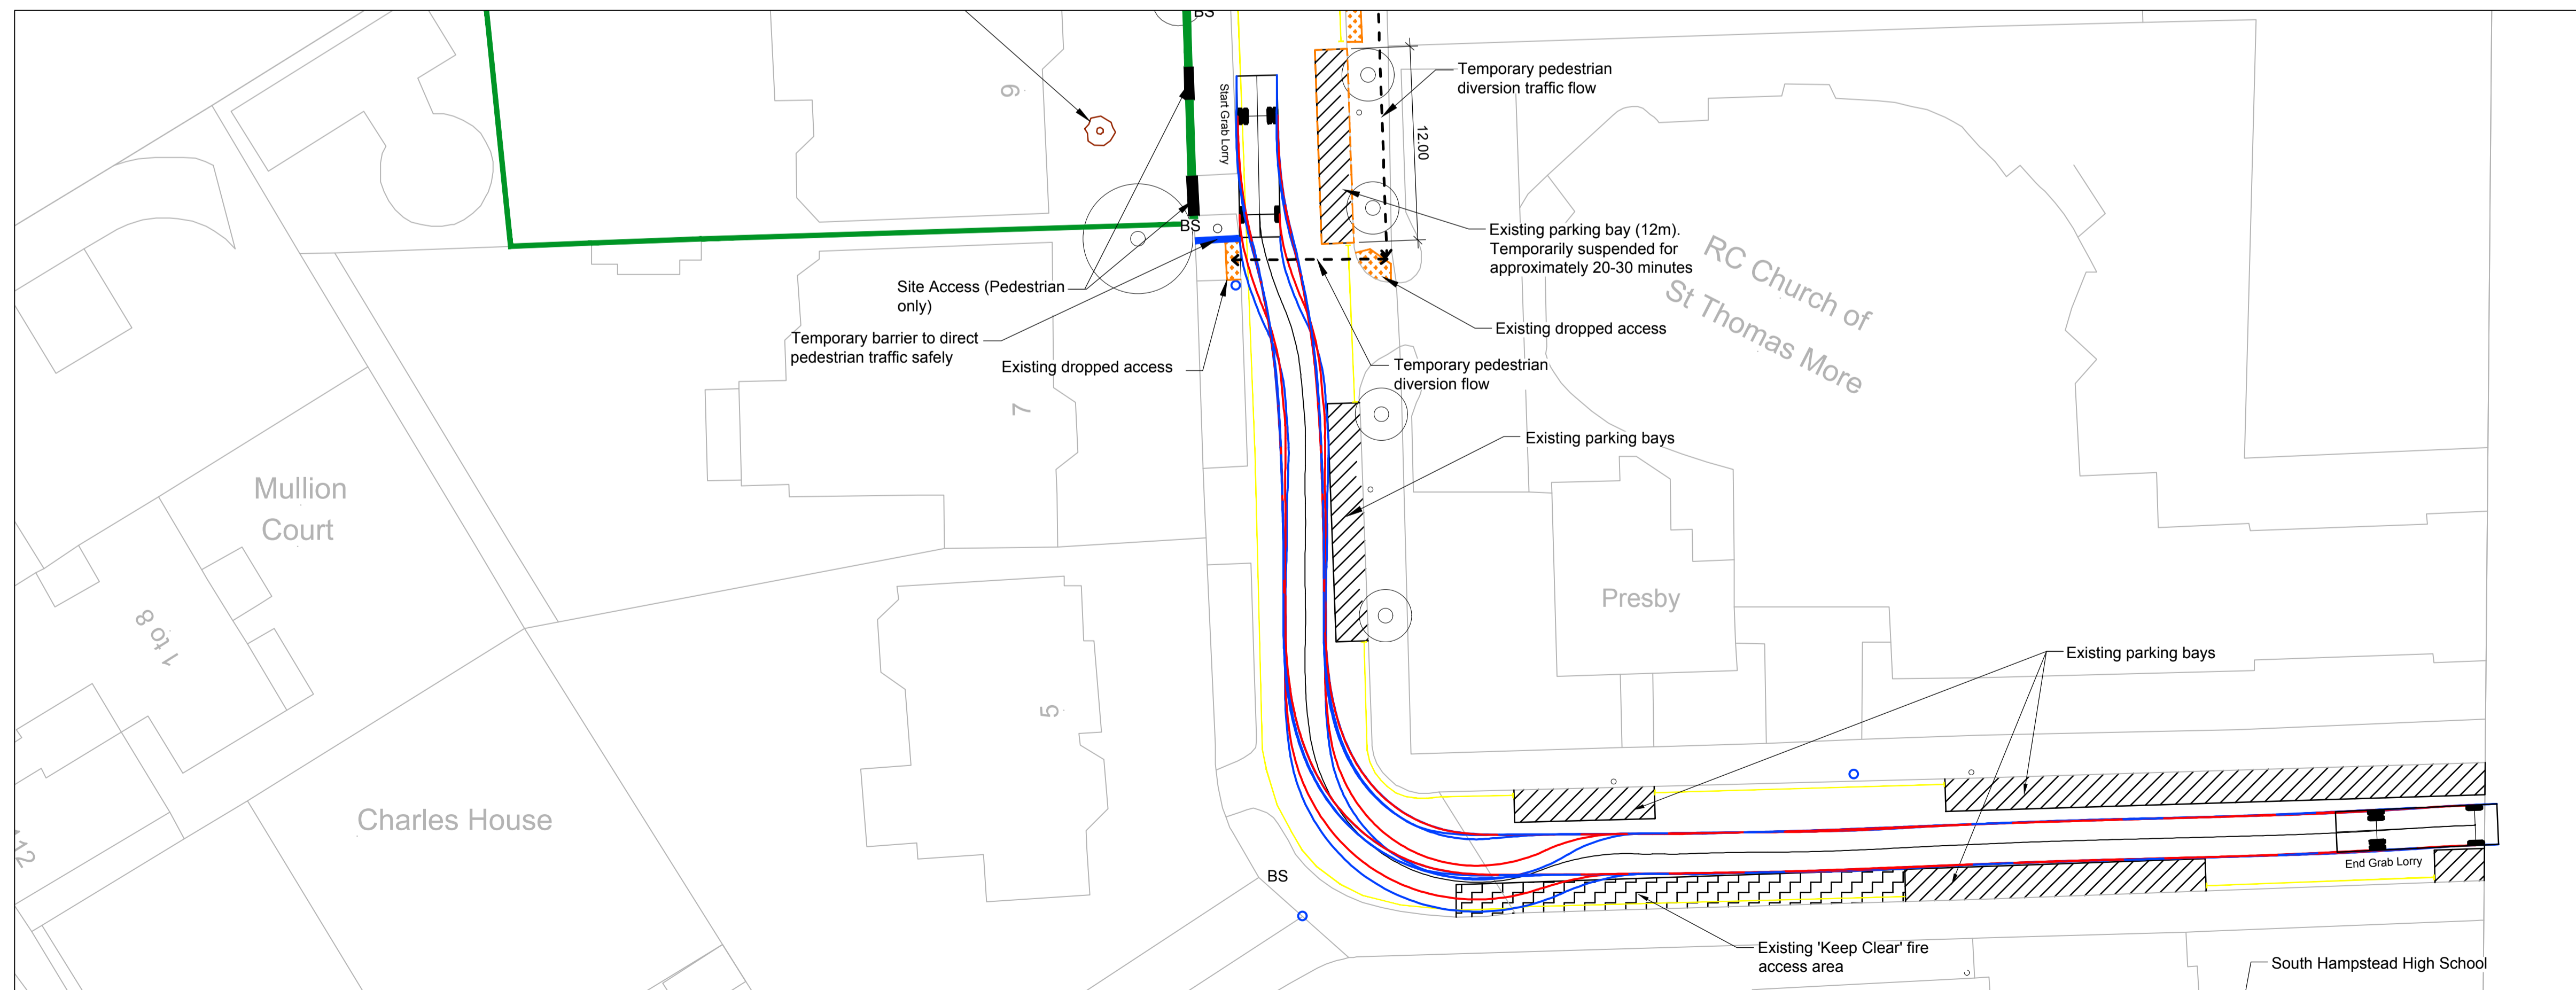 BS
Temporary pedestrian
diversion traffic flow
9
Start Grab Lorry
12.00
BS
Existing parking bay (12m).
Temporarily suspended for
approximately 20-30 minutes
RC Church of
St Thomas More
Site Access (Pedestrian
only)
Temporary barrier to direct
pedestrian traffic safely
Existing dropped access
Existing dropped access
Temporary pedestrian
diversion flow
7
Existing parking bays
Mullion
Court
1 to 8
Presby
Existing parking bays
5
Charles House
112
End Grab Lorry
BS
Existing 'Keep Clear' fire
access area
South Hampstead High School